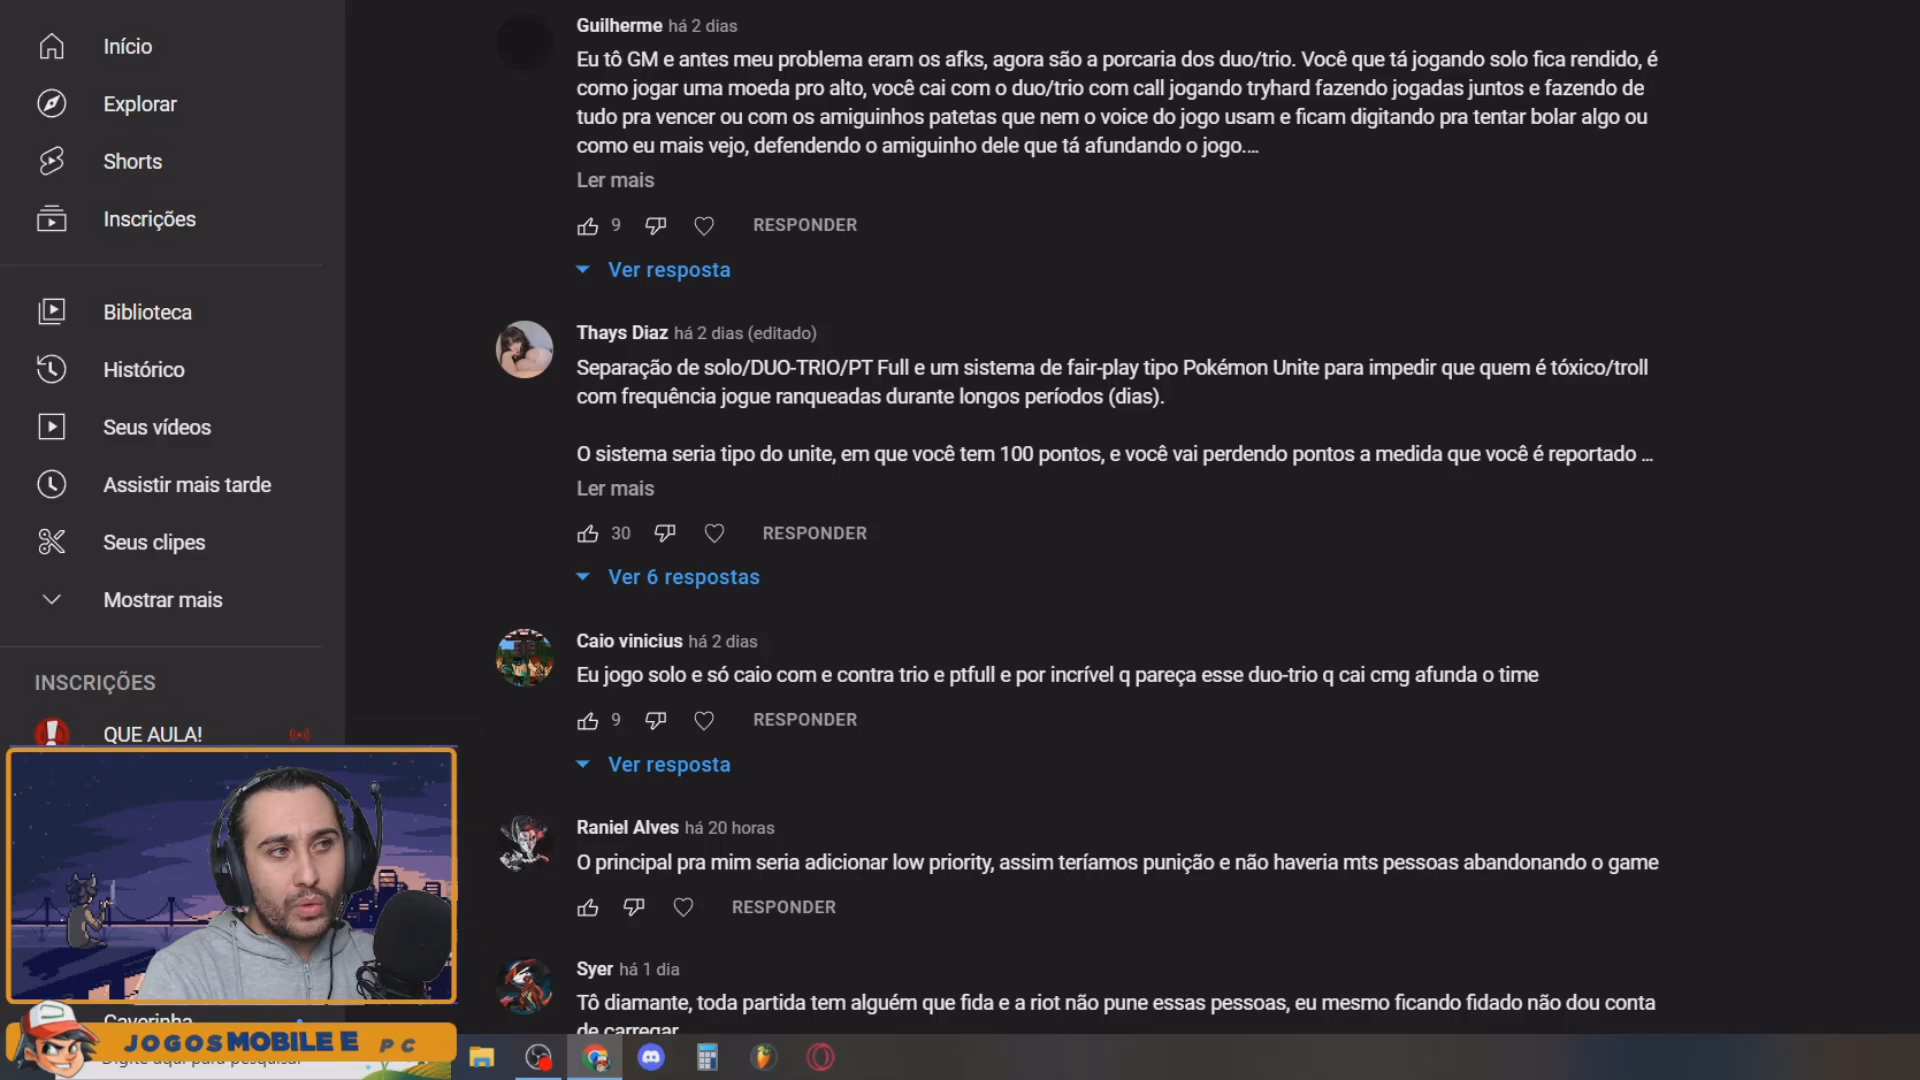 Início
Explorar
Shorts
Inscrições
Biblioteca
Histórico
Seus vídeos
Assistir mais tarde
Seus clipes
Mostrar mais
INSCRIÇÕES
QUE AULA!
Gaverinha
JOGOS MOBILE E PC
Digite aqui para pesquisar
Guilherme há 2 dias
Eu tô GM e antes meu problema eram os afks, agora são a porcaria dos duo/trio. Você que tá jogando solo fica rendido, é
como jogar uma moeda pro alto, você cai com o duo/trio com call jogando tryhard fazendo jogadas juntos e fazendo de
tudo pra vencer ou com os amiguinhos patetas que nem o voice do jogo usam e ficam digitando pra tentar bolar algo ou
como eu mais vejo, defendendo o amiguinho dele que tá afundando o jogo....
Ler mais
9 RESPONDER
Ver resposta
Thays Diaz há 2 dias (editado)
Separação de solo/DUO-TRIO/PT Full e um sistema de fair-play tipo Pokémon Unite para impedir que quem é tóxico/troll
com frequência jogue ranqueadas durante longos períodos (dias).
O sistema seria tipo do unite, em que você tem 100 pontos, e você vai perdendo pontos a medida que você é reportado ...
Ler mais
30 RESPONDER
Ver 6 respostas
Caio vinicius há 2 dias
Eu jogo solo e só caio com e contra trio e ptfull e por incrível q pareça esse duo-trio q cai cmg afunda o time
9 RESPONDER
Ver resposta
Raniel Alves há 20 horas
O principal pra mim seria adicionar low priority, assim teríamos punição e não haveria mts pessoas abandonando o game
RESPONDER
Syer há 1 dia
Tô diamante, toda partida tem alguém que fida e a riot não pune essas pessoas, eu mesmo ficando fidado não dou conta
de carregar